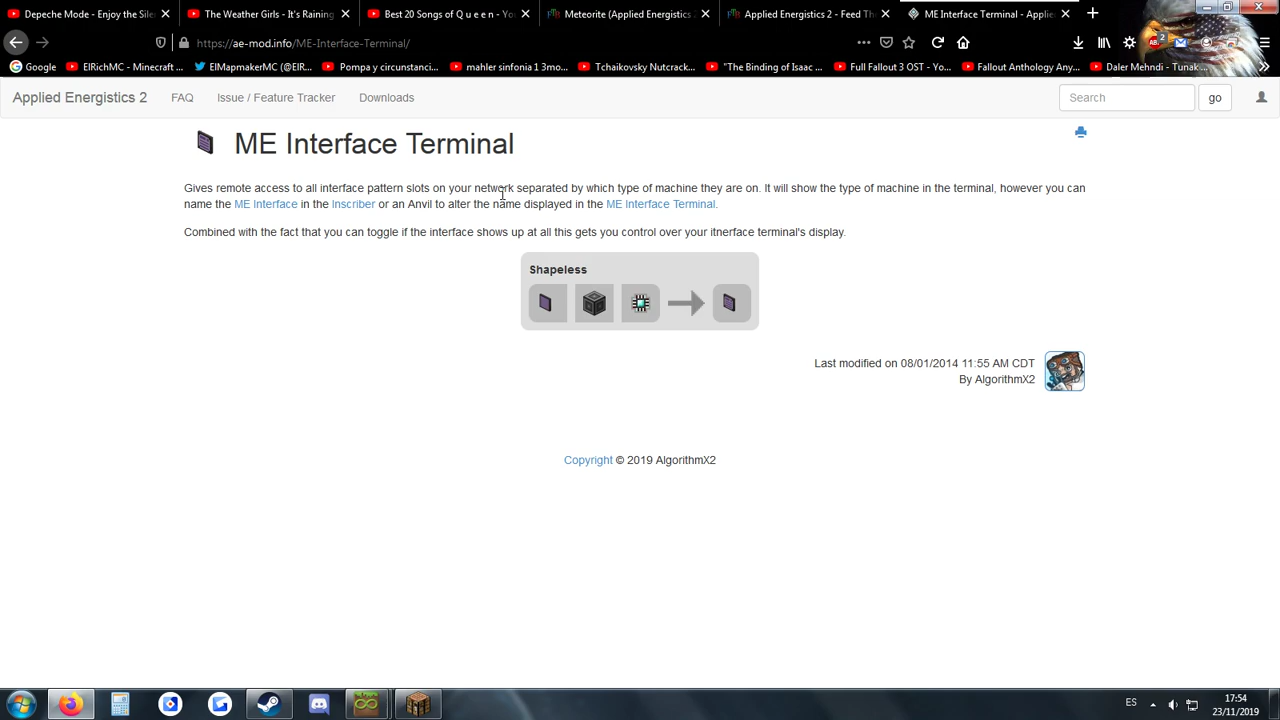 Depeche Mode - Enjoy the Sile
The Weather Girls - It's Raining
Best 20 Songs of Q u e e n - Yo
Meteorite (Applied Energistics
Applied Energistics 2 - Feed Th
ME Interface Terminal - Applie
https://ae-mod.info/ME-Interface-Terminal/
2
Google
ElRichMC - Minecraft ...
ElMapmakerMC (@ElR...
Pompa y circunstanci...
mahler sinfonia 1 3mo...
Tchaikovsky Nutcrack...
"The Binding of Isaac ...
Full Fallout 3 OST - Yo...
Fallout Anthology Any...
Daler Mehndi - Tunak...
Applied Energistics 2
FAQ
Issue / Feature Tracker
Downloads
Search
go
ME Interface Terminal
Gives remote access to all interface pattern slots on your network separated by which type of machine they are on. It will show the type of machine in the terminal, however you can
name the ME Interface in the Inscriber or an Anvil to alter the name displayed in the ME Interface Terminal.
Combined with the fact that you can toggle if the interface shows up at all this gets you control over your itnerface terminal's display.
Shapeless
Last modified on 08/01/2014 11:55 AM CDT
By AlgorithmX2
Copyright © 2019 AlgorithmX2
ES
17:54
23/11/2019